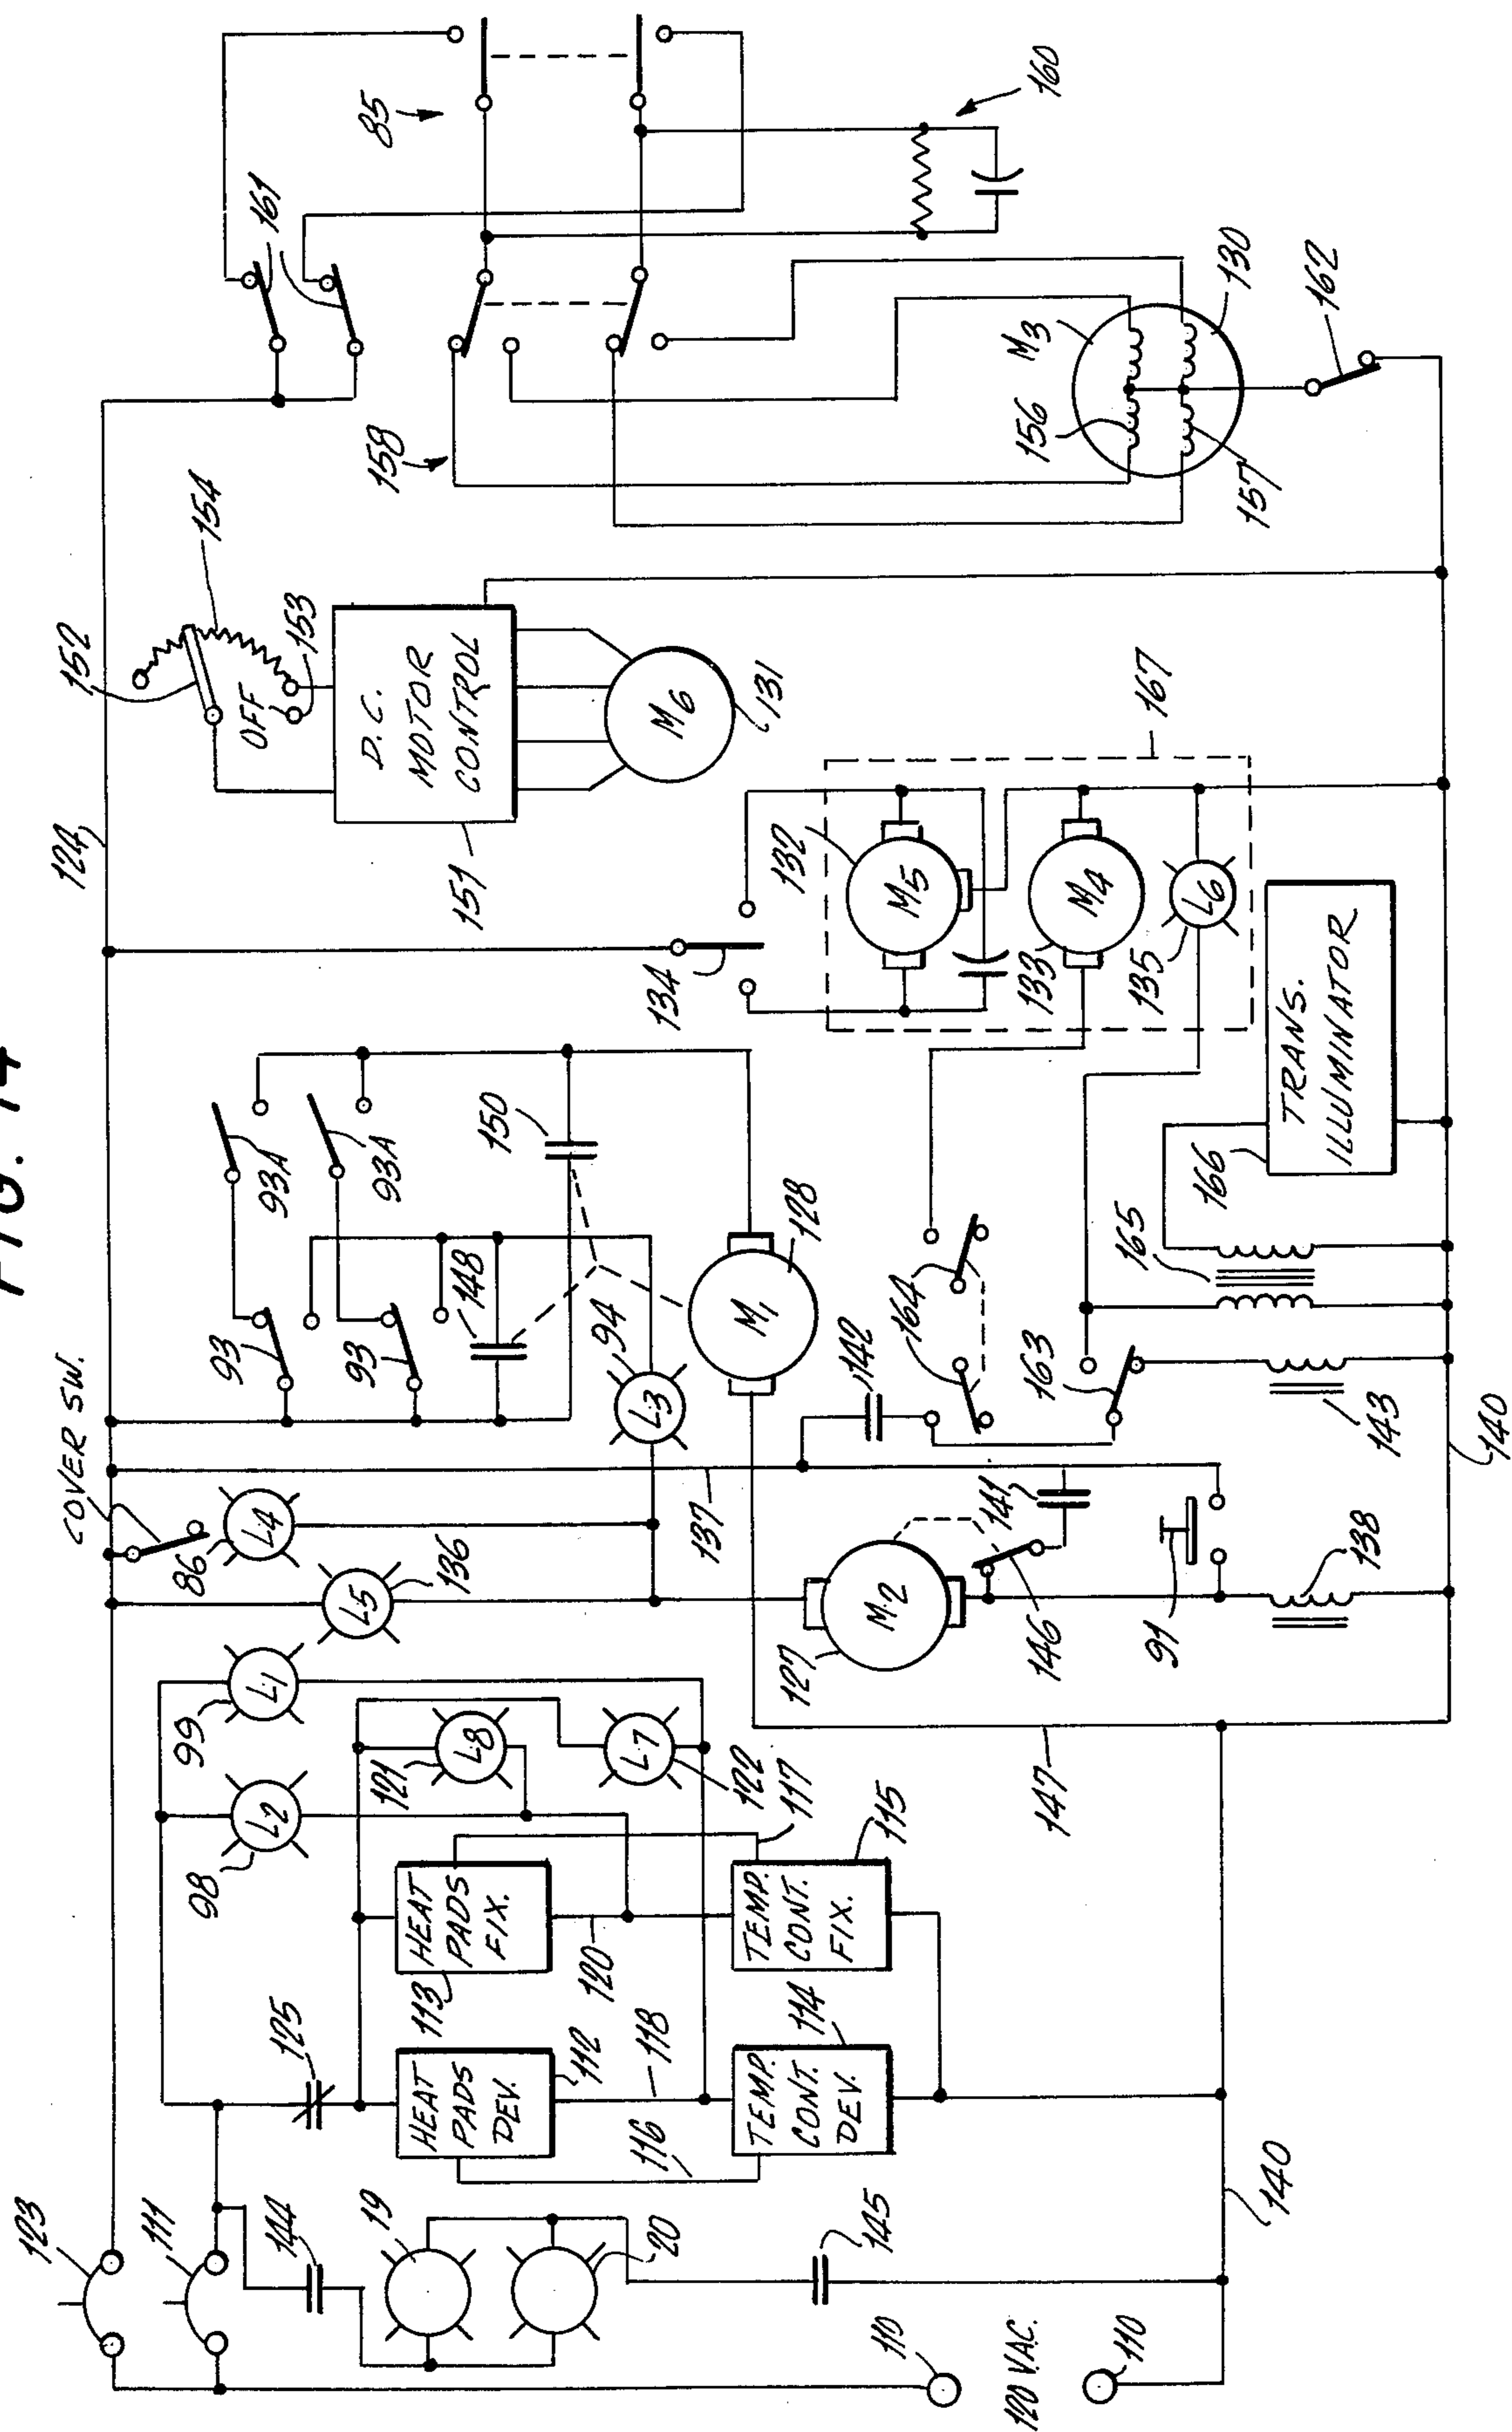 FIG. 14
123
111
144
19
20
145
110
120 V.A.C.
110
140
125
HEAT
PADS
DEV.
112
116
118
TEMP.
CONT.
DEV.
114
HEAT
PADS
FIX.
113
120
TEMP.
CONT.
FIX.
115
117
98
L2
99
L1
121
L8
L7
122
147
COVER SW.
86
L4
L5
136
137
127
M2
146
141
91
138
140
93
93
93A
93A
148
150
94
L3
M1
128
142
164
163
143
165
166
TRANS.
ILLUMINATOR
124
134
132
M5
133
M4
135
L6
167
152
154
OFF
153
D.C.
MOTOR
CONTROL
151
M6
131
158
161
85
160
156
M3
157
130
162